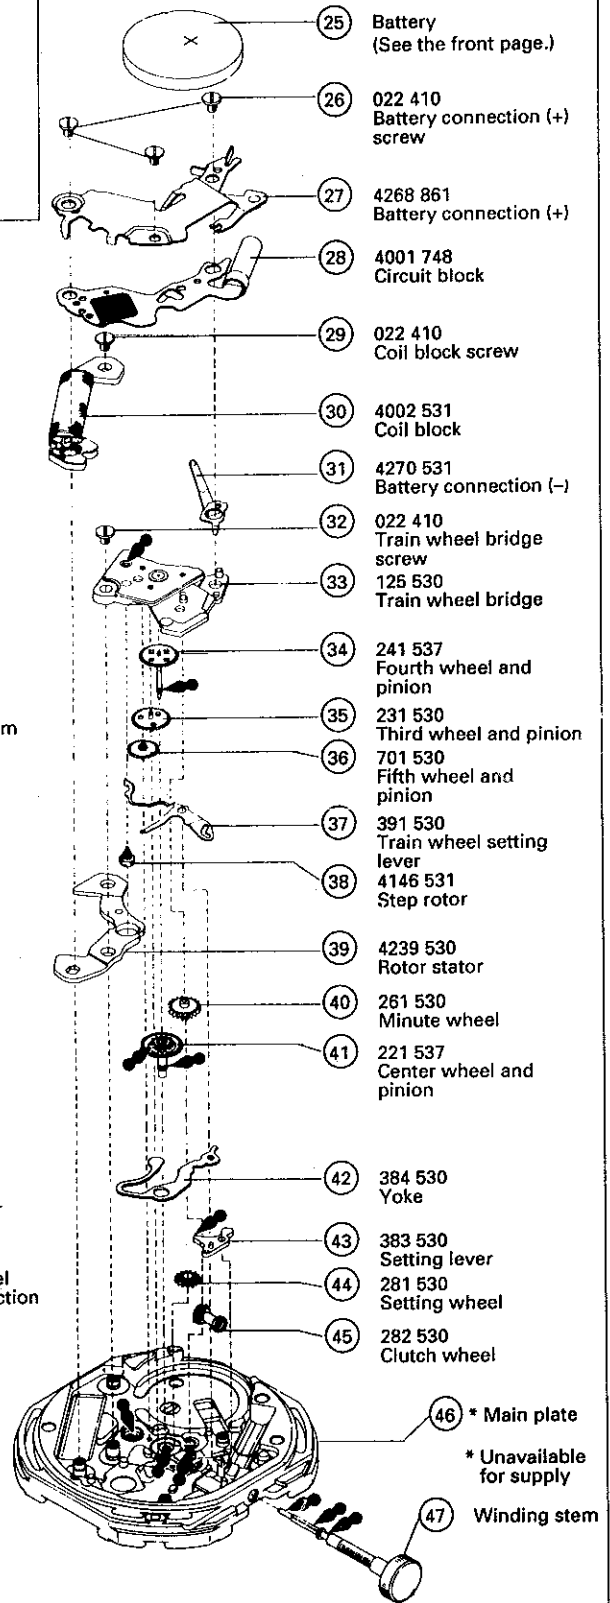 25 Battery
(See the front page.)
26 022 410
Battery connection (+)
screw
27 4268 861
Battery connection (+)
28 4001 748
Circuit block
29 022 410
Coil block screw
30 4002 531
Coil block
31 4270 531
Battery connection (–)
32 022 410
Train wheel bridge
screw
33 125 530
Train wheel bridge
34 241 537
Fourth wheel and
pinion
35 231 530
Third wheel and pinion
36 701 530
Fifth wheel and
pinion
37 391 530
Train wheel setting
lever
38 4146 531
Step rotor
39 4239 530
Rotor stator
40 261 530
Minute wheel
41 221 537
Center wheel and
pinion
42 384 530
Yoke
43 383 530
Setting lever
44 281 530
Setting wheel
45 282 530
Clutch wheel
46 * Main plate
* Unavailable
for supply
47 Winding stem